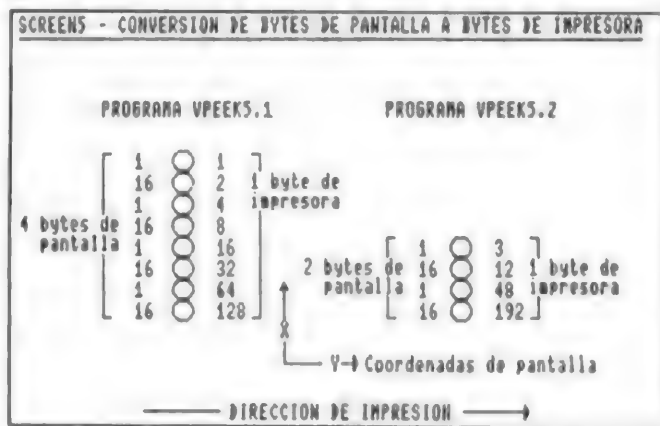 SCREEN5 - CONVERSION DE BYTES DE PANTALLA A BYTES DE IMPRESORA
PROGRAMA VPEEK5.1
4 bytes de pantalla
1 1
16 2
1 4
16 8
1 16
16 32
1 64
16 128
1 byte de impresora
PROGRAMA VPEEK5.2
2 bytes de pantalla
1 3
16 12
1 48
16 192
1 byte de impresora
X
Y → Coordenadas de pantalla
DIRECCION DE IMPRESION